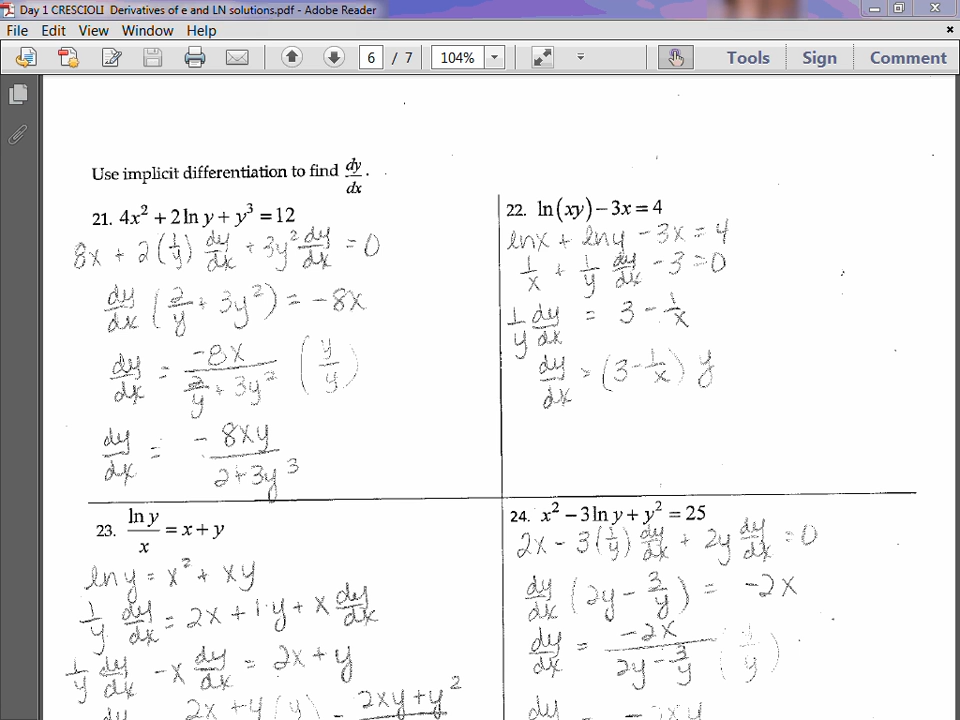 Day 1 CRESCIOLI Derivatives of e and LN solutions.pdf - Adobe Reader
File Edit View Window Help
6 / 7 104% Tools Sign Comment
Use implicit differentiation to find dy/dx.
21. 4x² + 2 ln y + y³ = 12
8x + 2(1/y) dy/dx + 3y² dy/dx = 0
dy/dx (2/y + 3y²) = -8x
dy/dx = -8x / (2/y + 3y²) (y/y)
dy/dx = - 8xy / (2+3y³)
22. ln(xy) - 3x = 4
lnx + lny - 3x = 4
1/x + 1/y dy/dx - 3 = 0
1/y dy/dx = 3 - 1/x
dy/dx = (3 - 1/x) y
23. ln y / x = x + y
ln y = x² + xy
1/y dy/dx = 2x + 1·y + x dy/dx
1/y dy/dx - x dy/dx = 2x + y
2x + y (y) = 2xy + y²
24. x² - 3 ln y + y² = 25
2x - 3(1/y) dy/dx + 2y dy/dx = 0
dy/dx (2y - 3/y) = -2x
dy/dx = -2x / (2y - 3/y) (y/y)
dy